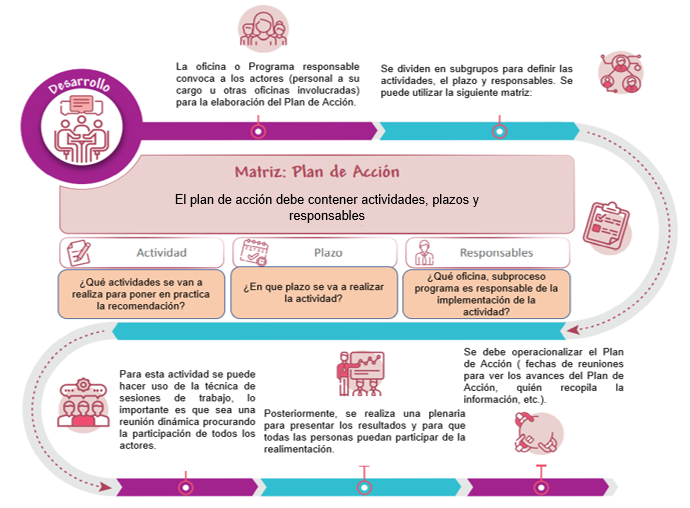 Desarrollo
La oficina o Programa responsable
convoca a los actores (personal a su
cargo u otras oficinas involucradas)
para la elaboración del Plan de Acción.
Se dividen en subgrupos para definir las
actividades, el plazo y responsables. Se
puede utilizar la siguiente matriz:
Matriz: Plan de Acción
El plan de acción debe contener actividades, plazos y
responsables
Actividad
Plazo
Responsables
¿Qué actividades se van a
realiza para poner en practica
la recomendación?
¿En que plazo se va a realizar
la actividad?
¿Qué oficina, subproceso
programa es responsable de la
implementación de la
actividad?
Para esta actividad se puede
hacer uso de la técnica de
sesiones de trabajo, lo
importante es que sea una
reunión dinámica procurando
la participación de todos los
actores.
Posteriormente, se realiza una plenaria
para presentar los resultados y para que
todas las personas puedan participar de la
realimentación.
Se debe operacionalizar el Plan
de Acción ( fechas de reuniones
para ver los avances del Plan de
Acción, quién recopila la
información, etc.).